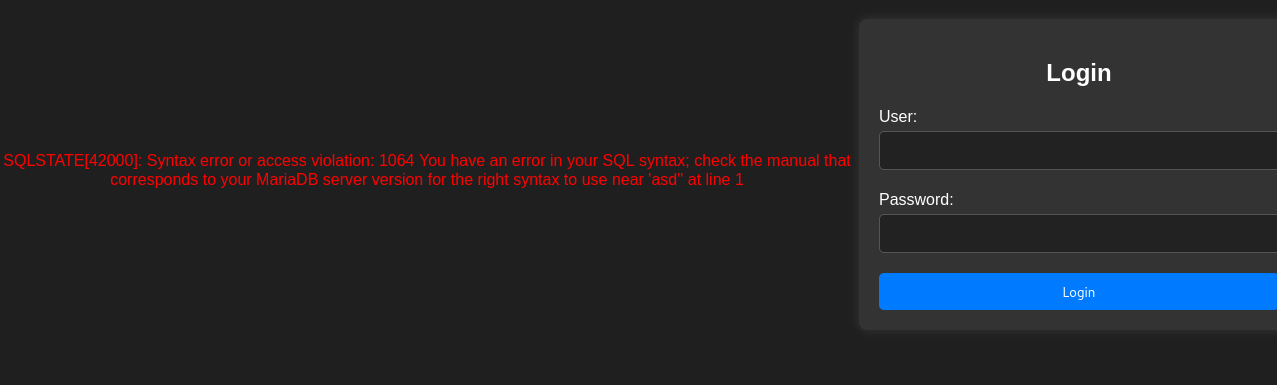 SQLSTATE[42000]: Syntax error or access violation: 1064 You have an error in your SQL syntax; check the manual that
corresponds to your MariaDB server version for the right syntax to use near 'asd'' at line 1
Login
User:
Password:
Login